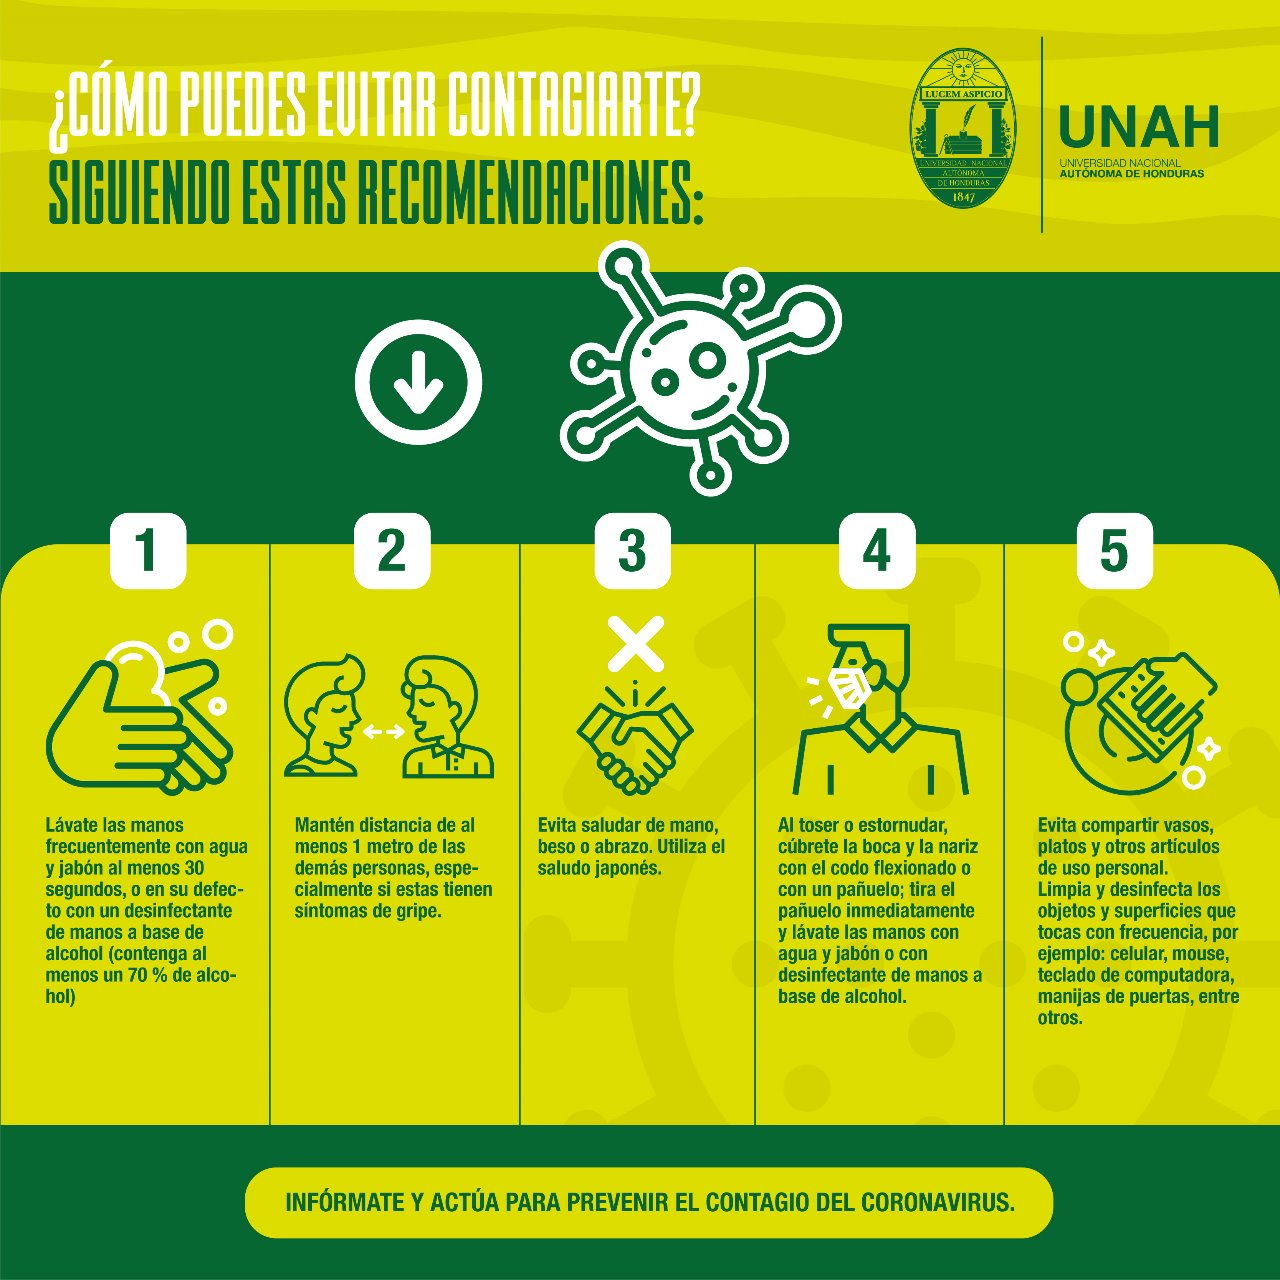 ¿CÓMO PUEDES EVITAR CONTAGIARTE?
SIGUIENDO ESTAS RECOMENDACIONES:
LUCEM ASPICIO
UNIVERSIDAD NACIONAL
AUTÓNOMA
DE HONDURAS
1847
UNAH
UNIVERSIDAD NACIONAL
AUTÓNOMA DE HONDURAS
1
Lávate las manos
frecuentemente con agua
y jabón al menos 30
segundos, o en su defec-
to con un desinfectante
de manos a base de
alcohol (contenga al
menos un 70 % de alco-
hol)
2
Mantén distancia de al
menos 1 metro de las
demás personas, espe-
cialmente si estas tienen
síntomas de gripe.
3
Evita saludar de mano,
beso o abrazo. Utiliza el
saludo japonés.
4
Al toser o estornudar,
cúbrete la boca y la nariz
con el codo flexionado o
con un pañuelo; tira el
pañuelo inmediatamente
y lávate las manos con
agua y jabón o con
desinfectante de manos a
base de alcohol.
5
Evita compartir vasos,
platos y otros artículos
de uso personal.
Limpia y desinfecta los
objetos y superficies que
tocas con frecuencia, por
ejemplo: celular, mouse,
teclado de computadora,
manijas de puertas, entre
otros.
INFÓRMATE Y ACTÚA PARA PREVENIR EL CONTAGIO DEL CORONAVIRUS.